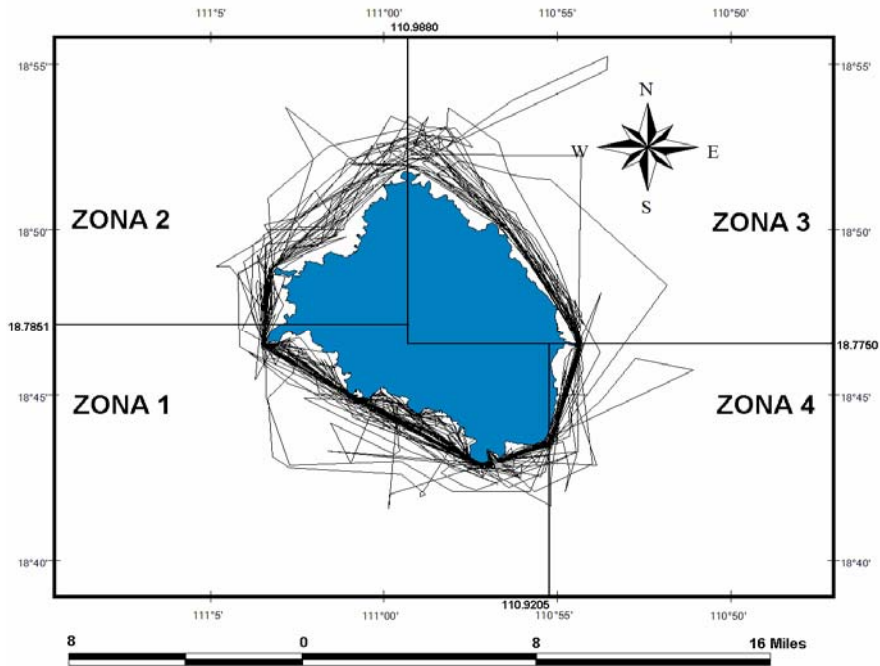 111°5' 111°00' 110°55' 110°50'
110.9880
18°55' 18°55'
N
W E
S
ZONA 2 ZONA 3
18°50' 18°50'
18.7851
18.7750
18°45' 18°45'
ZONA 1 ZONA 4
18°40' 18°40'
110.9205
111°5' 111°00' 110°55' 110°50'
8 0 8 16 Miles